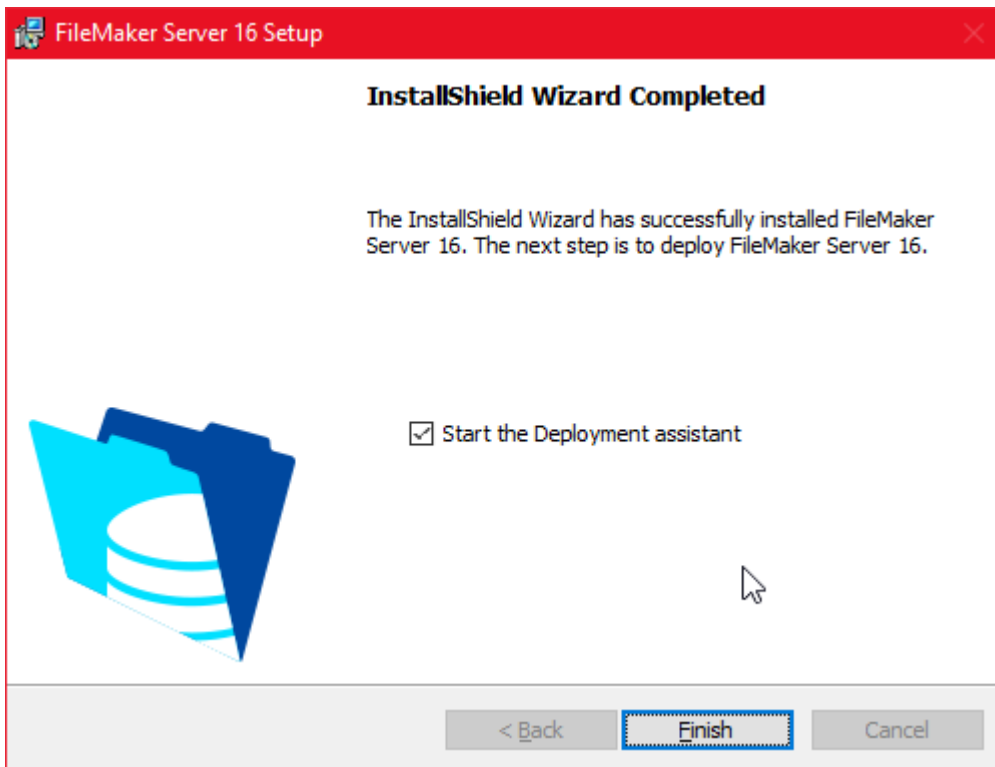 FileMaker Server 16 Setup
InstallShield Wizard Completed
The InstallShield Wizard has successfully installed FileMaker
Server 16. The next step is to deploy FileMaker Server 16.
Start the Deployment assistant
< Back
Finish
Cancel